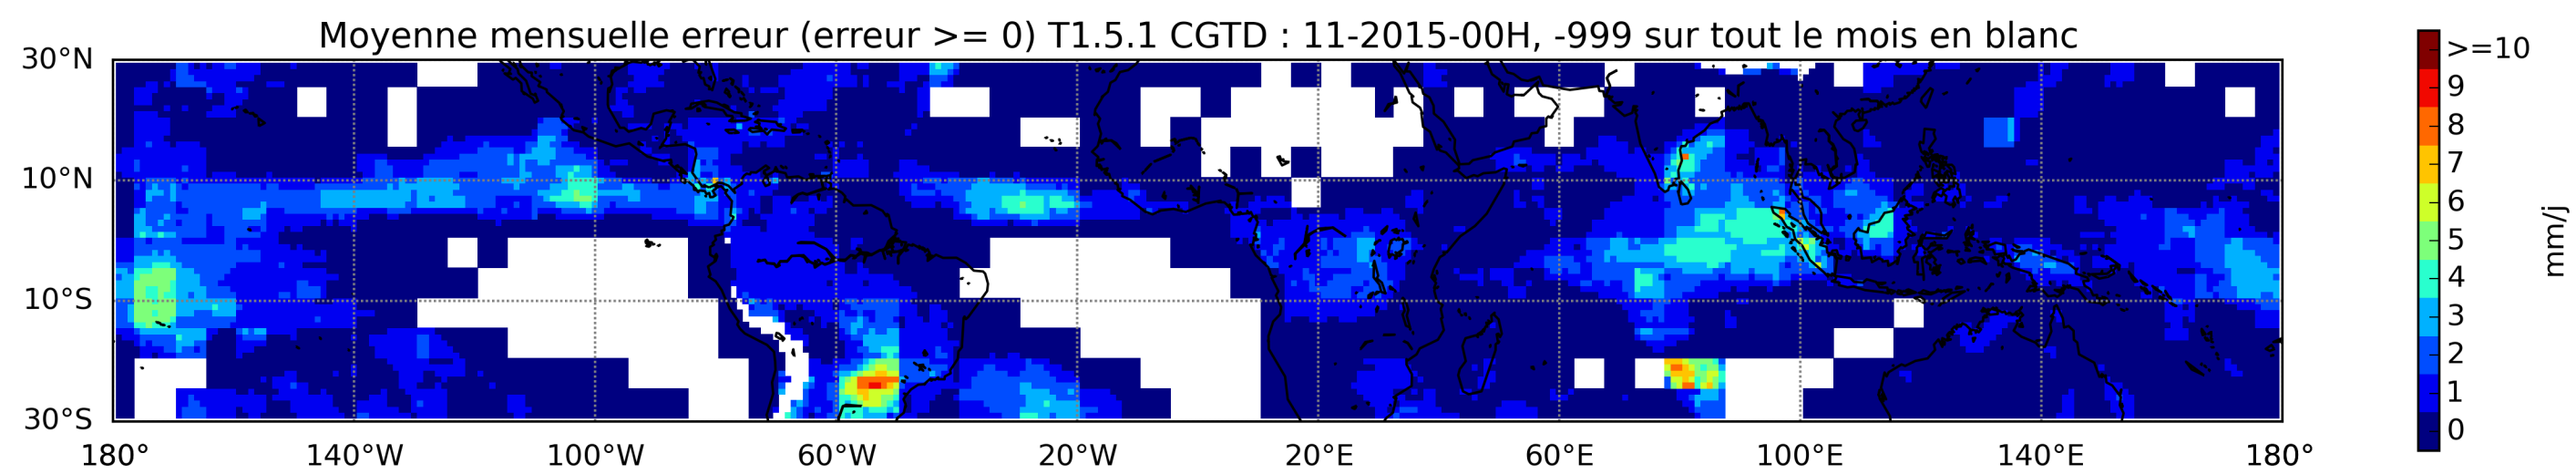 Moyenne mensuelle erreur (erreur >= 0) T1.5.1 CGTD : 11-2015-00H, -999 sur tout le mois en blanc
30°N
10°N
10°S
30°S
180° 140°W 100°W 60°W 20°W 20°E 60°E 100°E 140°E 180°
>=10
9
8
7
6
5
4
3
2
1
0
mm/j